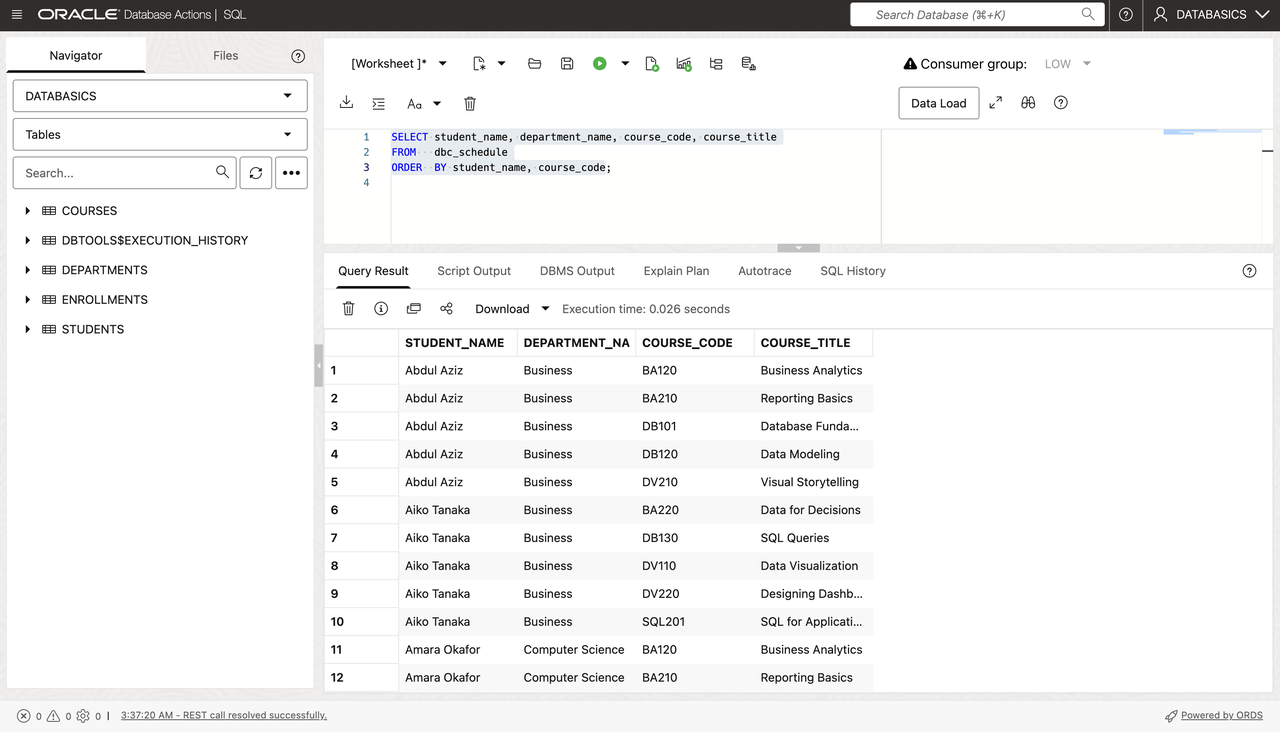 ORACLE Database Actions | SQL
Search Database (⌘+K)
DATABASICS
Navigator
Files
DATABASICS
Tables
Search...
COURSES
DBTOOLS$EXECUTION_HISTORY
DEPARTMENTS
ENROLLMENTS
STUDENTS
[Worksheet ]*
Consumer group: LOW
Aa
Data Load
1 SELECT student_name, department_name, course_code, course_title
2 FROM dbc_schedule
3 ORDER BY student_name, course_code;
4
Query Result Script Output DBMS Output Explain Plan Autotrace SQL History
Download Execution time: 0.026 seconds
STUDENT_NAME DEPARTMENT_NA COURSE_CODE COURSE_TITLE
1 Abdul Aziz Business BA120 Business Analytics
2 Abdul Aziz Business BA210 Reporting Basics
3 Abdul Aziz Business DB101 Database Funda...
4 Abdul Aziz Business DB120 Data Modeling
5 Abdul Aziz Business DV210 Visual Storytelling
6 Aiko Tanaka Business BA220 Data for Decisions
7 Aiko Tanaka Business DB130 SQL Queries
8 Aiko Tanaka Business DV110 Data Visualization
9 Aiko Tanaka Business DV220 Designing Dashb...
10 Aiko Tanaka Business SQL201 SQL for Applicati...
11 Amara Okafor Computer Science BA120 Business Analytics
12 Amara Okafor Computer Science BA210 Reporting Basics
0 0 0 | 3:37:20 AM - REST call resolved successfully.
Powered by ORDS